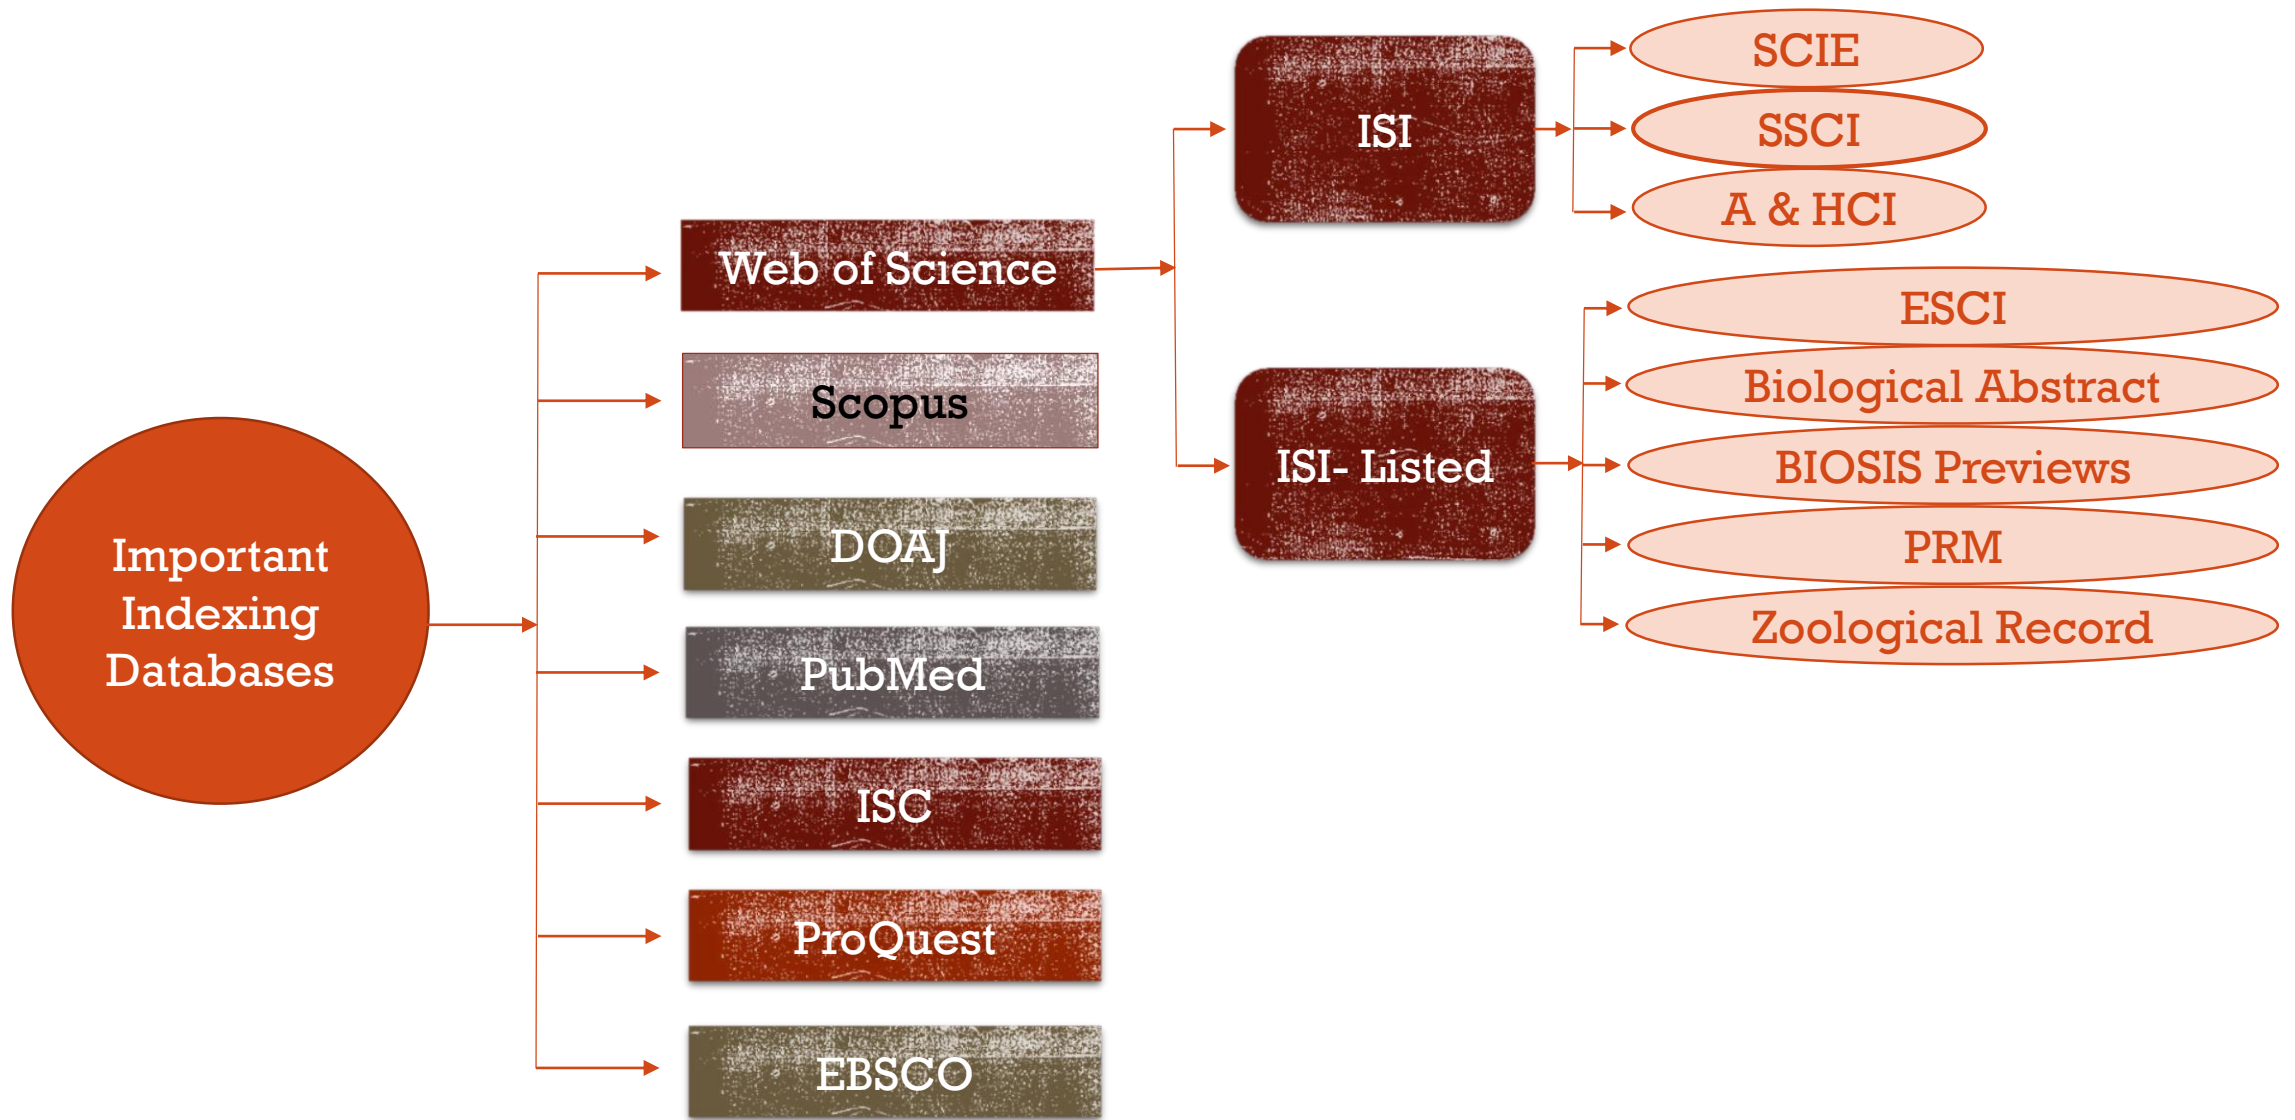 Important
Indexing
Databases
Web of Science
Scopus
DOAJ
PubMed
ISC
ProQuest
EBSCO
ISI
ISI- Listed
SCIE
SSCI
A & HCI
ESCI
Biological Abstract
BIOSIS Previews
PRM
Zoological Record